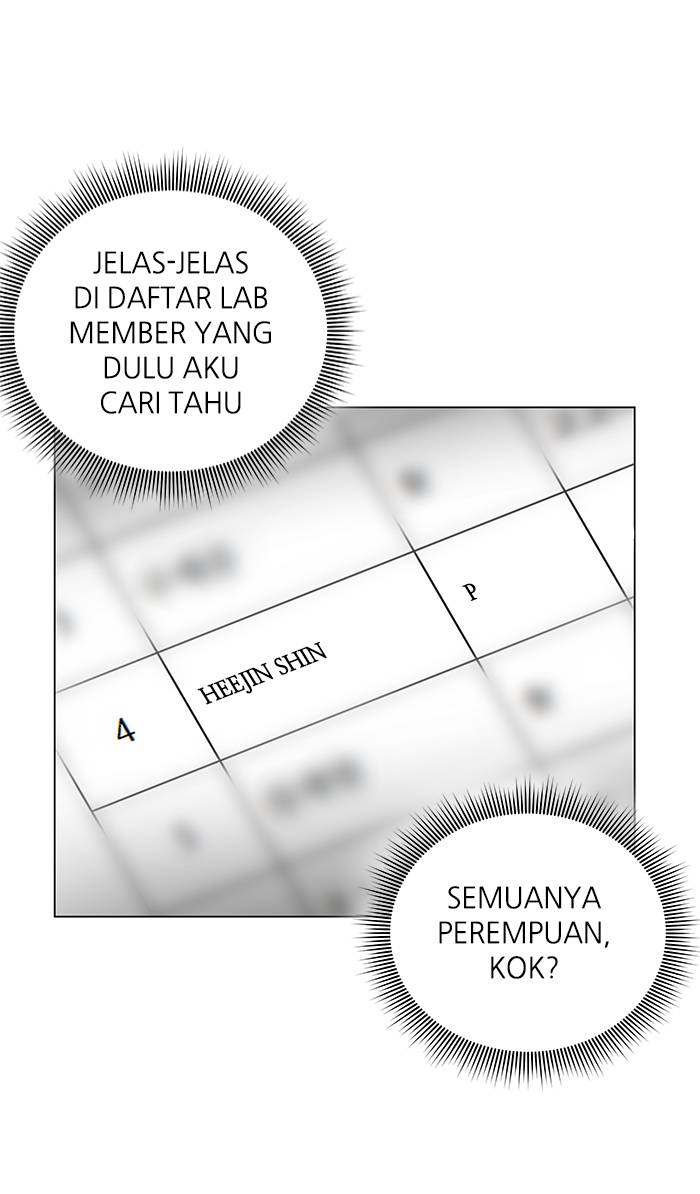 JELAS-JELAS
DI DAFTAR LAB
MEMBER YANG
DULU AKU
CARI TAHU
4
HEEJIN SHIN
P
SEMUANYA
PEREMPUAN,
KOK?